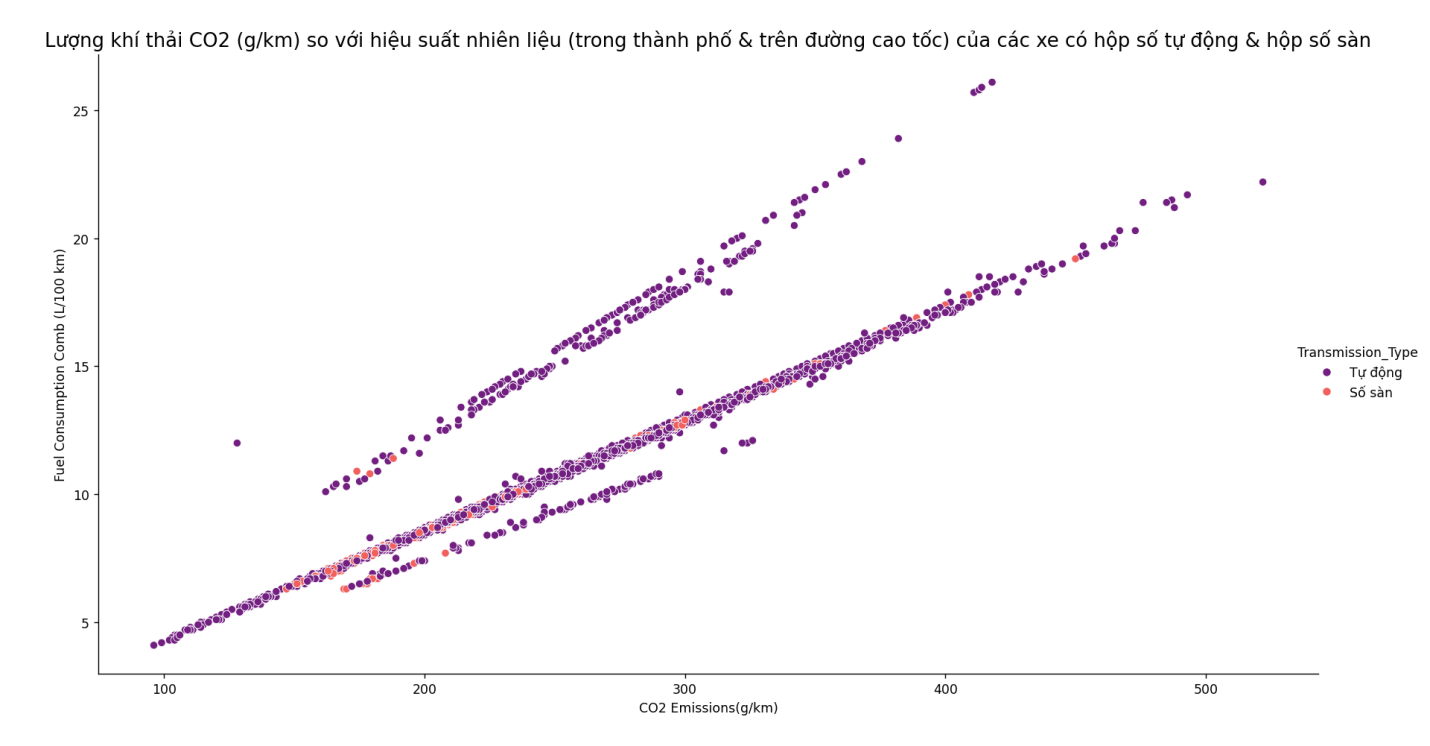 Lượng khí thải CO2 (g/km) so với hiệu suất nhiên liệu (trong thành phố & trên đường cao tốc) của các xe có hộp số tự động & hộp số sàn
25
20
15
10
5
Fuel Consumption Comb (L/100 km)
100
200
300
400
500
CO2 Emissions(g/km)
Transmission_Type
Tự động
Số sàn